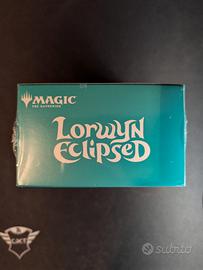 MAGIC
THE GATHERING
LORWYN
ECLIPSED
subito